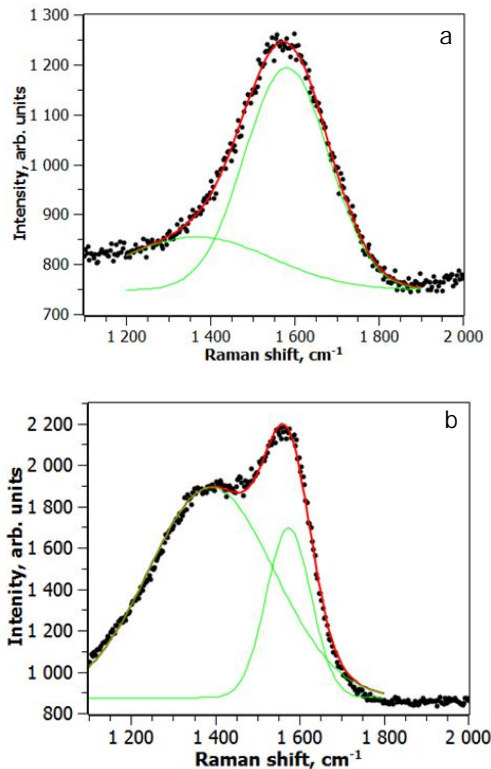 a
1 300
1 200
1 100
1 000
900
800
700
Intensity, arb. units
1 200 1 400 1 600 1 800 2 000
Raman shift, cm-1
b
2 200
2 000
1 800
1 600
1 400
1 200
1 000
800
Intenity, arb. units
1 200 1 400 1 600 1 800 2 000
Raman shift, cm-1